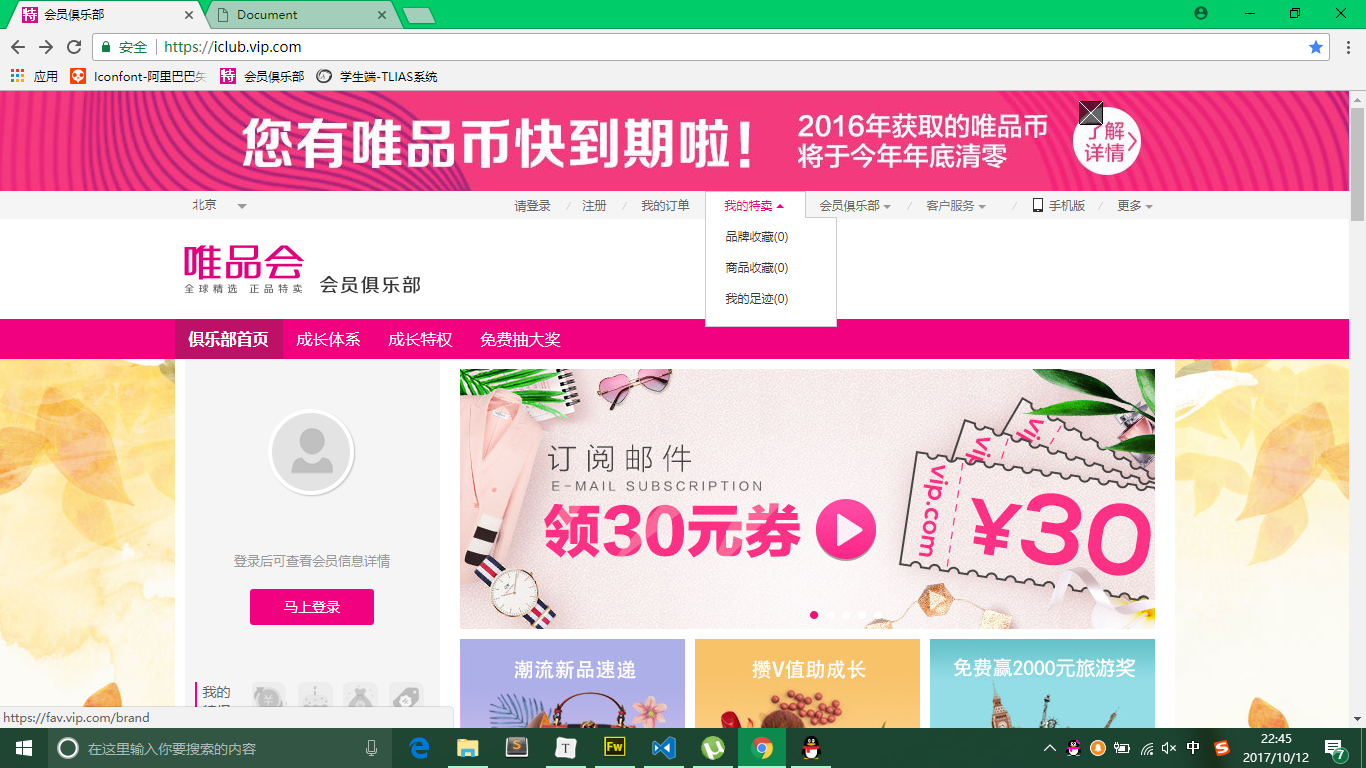 会员俱乐部
Document
安全
https://iclub.vip.com
应用
Iconfont-阿里巴巴矢
会员俱乐部
学生端-TLIAS系统
您有唯品币快到期啦!
2016年获取的唯品币
将于今年年底清零
了解
详情
北京
请登录 / 注册 / 我的订单
我的特卖
会员俱乐部 / 客户服务 / 手机版 / 更多
品牌收藏(0)
商品收藏(0)
我的足迹(0)
唯品会
全球精选 正品特卖
会员俱乐部
俱乐部首页
成长体系
成长特权
免费抽大奖
登录后可查看会员信息详情
马上登录
我的
订阅邮件
E-MAIL SUBSCRIPTION
领30元券
vip.com
¥30
潮流新品速递
攒V值助成长
免费赢2000元旅游奖
https://fav.vip.com/brand
在这里输入你要搜索的内容
22:45
2017/10/12
7